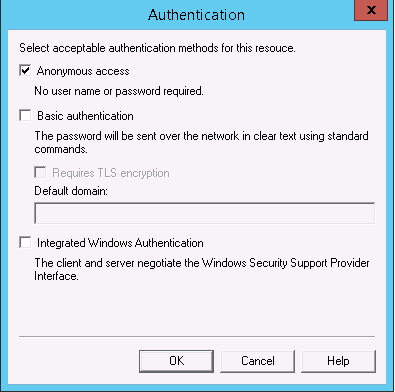 Authentication
x
Select acceptable authentication methods for this resouce.
Anonymous access
No user name or password required.
Basic authentication
The password will be sent over the network in clear text using standard
commands.
Requires TLS encryption
Default domain:
Integrated Windows Authentication
The client and server negotiate the Windows Security Support Provider
Interface.
OK Cancel Help